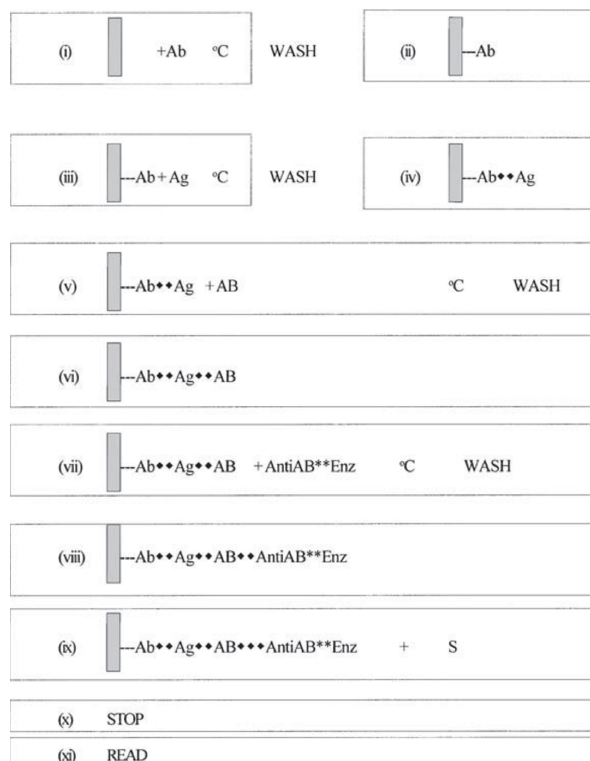 (i) +Ab °C WASH (ii) ---Ab
(iii) ---Ab + Ag °C WASH (iv) ---Ab◆◆Ag
(v) ---Ab◆◆Ag + AB °C WASH
(vi) ---Ab◆◆Ag◆◆AB
(vii) ---Ab◆◆Ag◆◆AB + AntiAB**Enz °C WASH
(viii) ---Ab◆◆Ag◆◆AB◆◆AntiAB**Enz
(ix) ---Ab◆◆Ag◆◆AB◆◆◆AntiAB**Enz + S
(x) STOP
(xi) READ